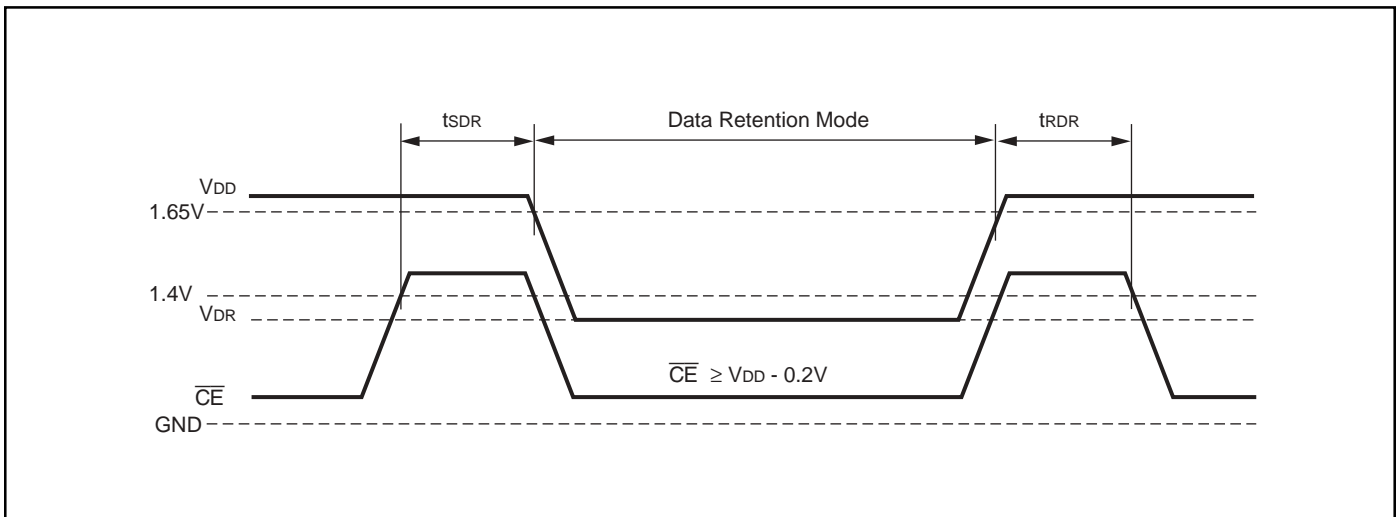 tSDR Data Retention Mode tRDR
VDD
1.65V
1.4V
VDR
CE ≥ VDD - 0.2V
CE
GND